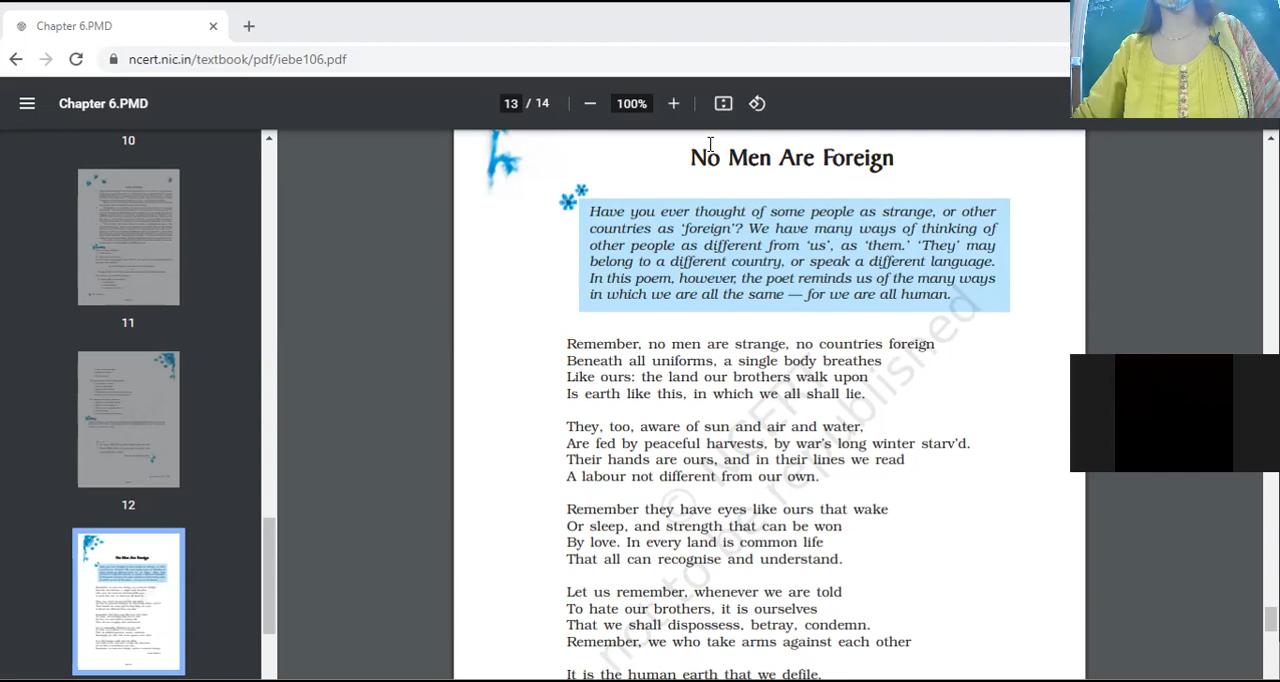 Chapter 6.PMD
ncert.nic.in/textbook/pdf/iebe106.pdf
Chapter 6.PMD
13 / 14
100%
10
11
12
No Men Are Foreign
Have you ever thought of some people as strange, or other
countries as ‘foreign’? We have many ways of thinking of
other people as different from ‘us’, as ‘them.’ ‘They’ may
belong to a different country, or speak a different language.
In this poem, however, the poet reminds us of the many ways
in which we are all the same — for we are all human.
Remember, no men are strange, no countries foreign
Beneath all uniforms, a single body breathes
Like ours: the land our brothers walk upon
Is earth like this, in which we all shall lie.
They, too, aware of sun and air and water,
Are fed by peaceful harvests, by war’s long winter starv’d.
Their hands are ours, and in their lines we read
A labour not different from our own.
Remember they have eyes like ours that wake
Or sleep, and strength that can be won
By love. In every land is common life
That all can recognise and understand.
Let us remember, whenever we are told
To hate our brothers, it is ourselves
That we shall dispossess, betray, condemn.
Remember, we who take arms against each other
It is the human earth that we defile.
© NCERT
not to be republished
No Men Are Foreign